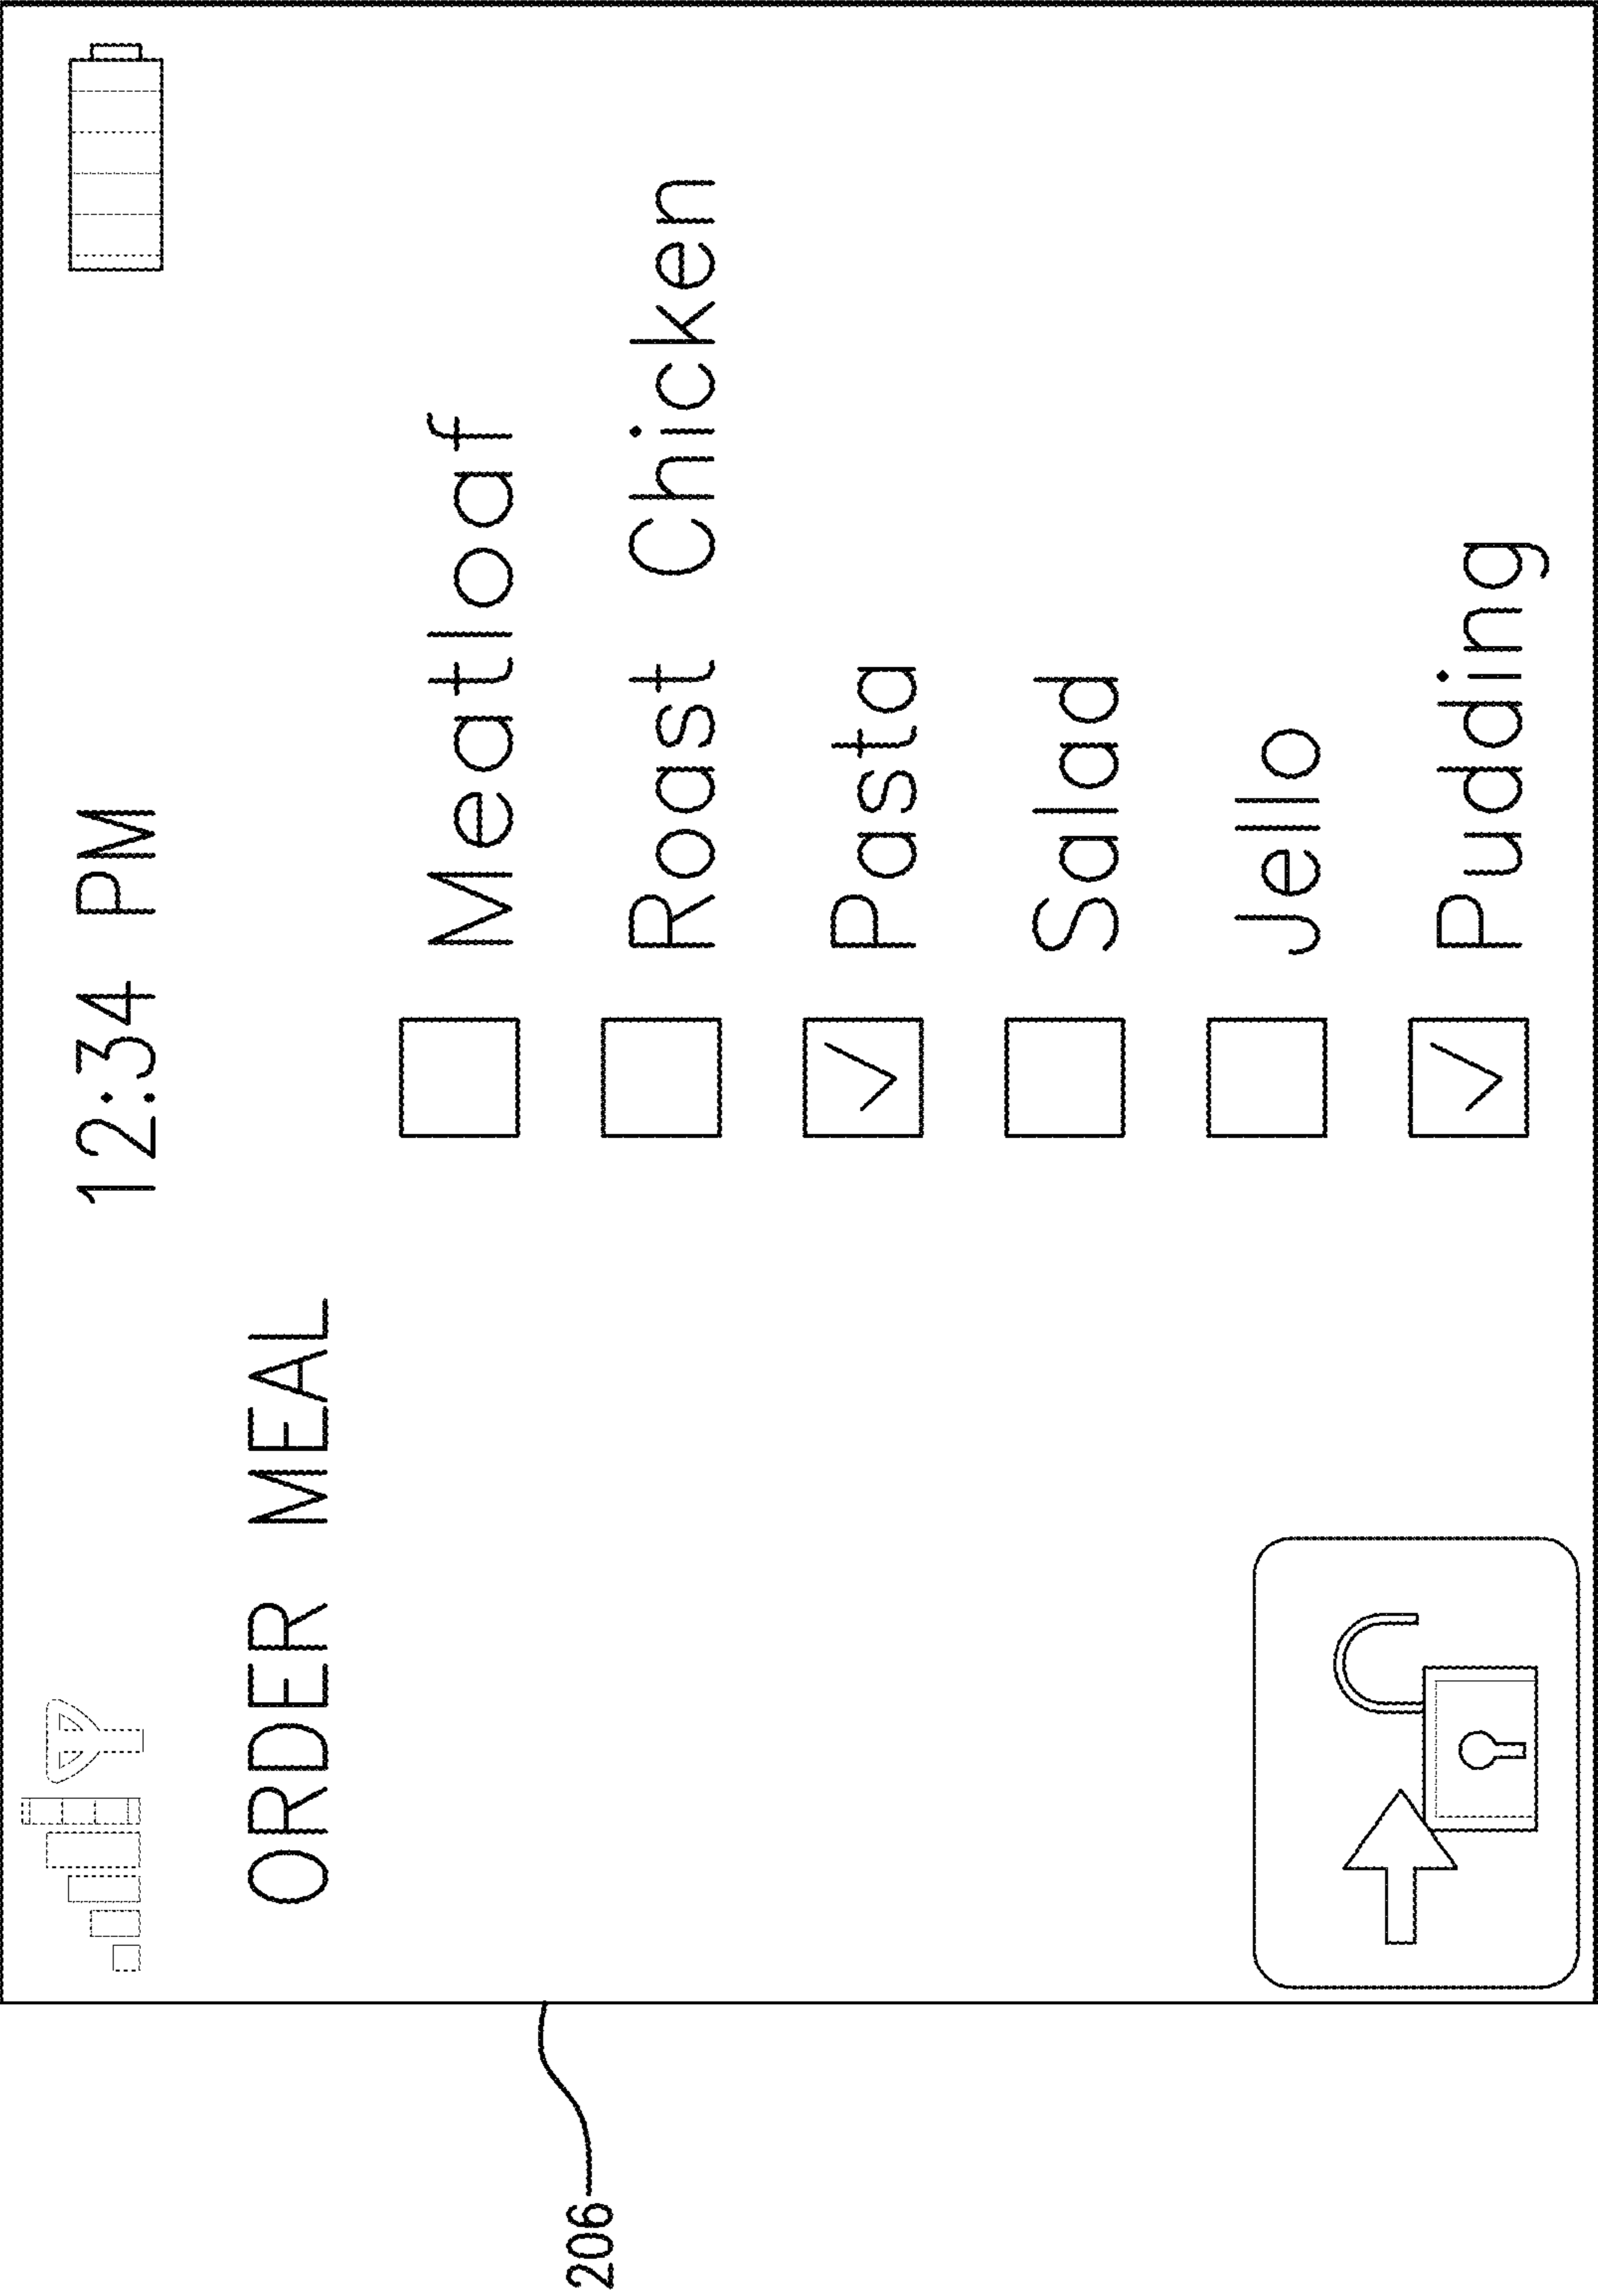 12:34 PM
ORDER MEAL
Meatloaf
Roast Chicken
Pasta
Salad
Jello
Pudding
206